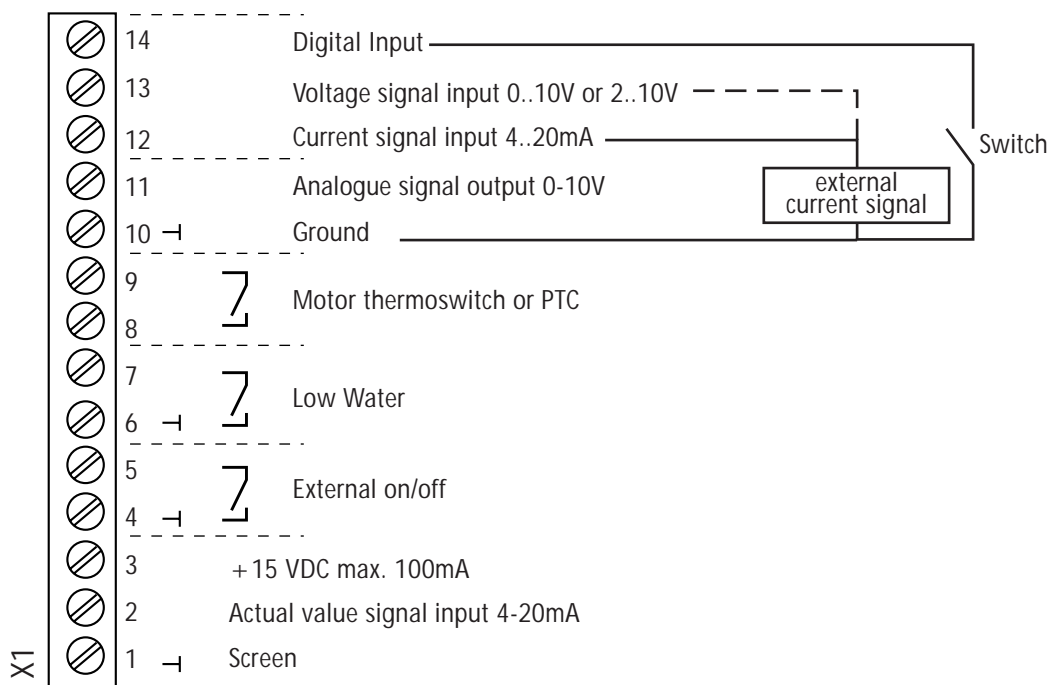 14 Digital Input
13 Voltage signal input 0..10V or 2..10V
12 Current signal input 4..20mA
Switch
11 Analogue signal output 0-10V
external
current signal
10 Ground
9
Motor thermoswitch or PTC
8
7
Low Water
6
5
External on/off
4
3 +15 VDC max. 100mA
2 Actual value signal input 4-20mA
1 Screen
X1